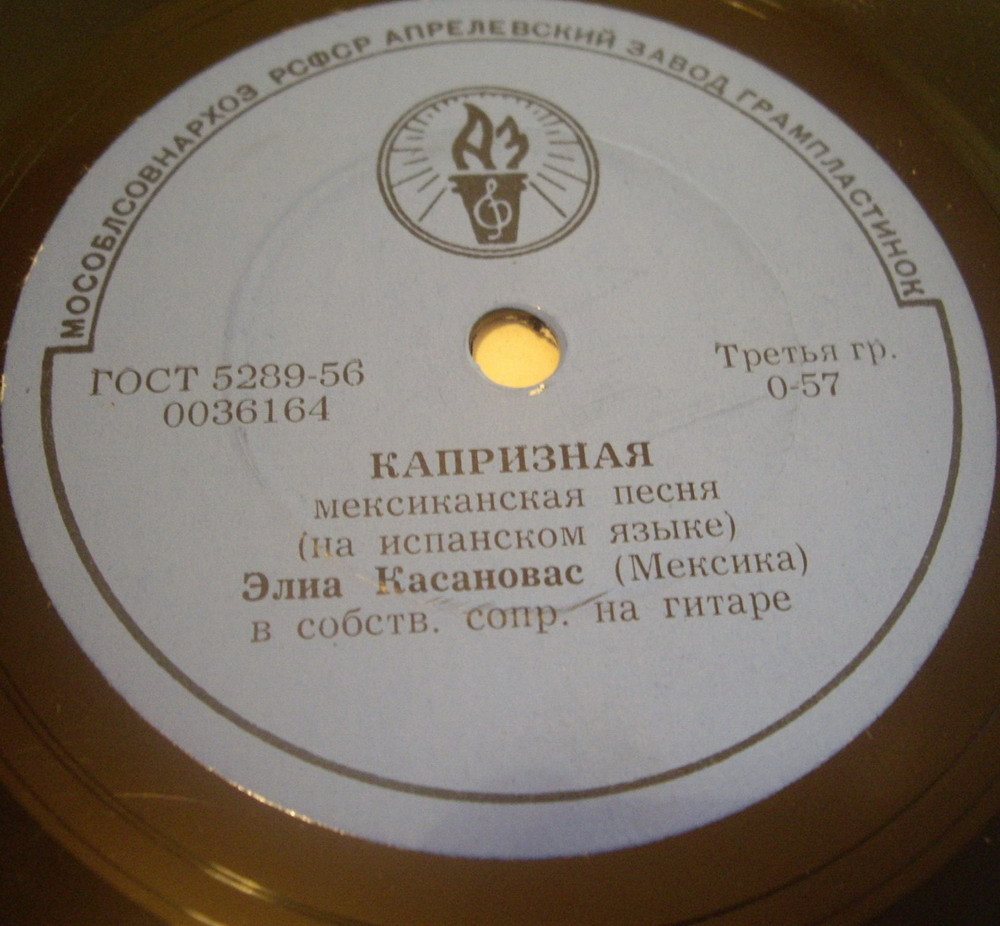 МОСОБЛСОВНАРХОЗ РСФСР АПРЕЛЕВСКИЙ ЗАВОД ГРАМПЛАСТИНОК
АЗ
ГОСТ 5289-56
0036164
Третья гр.
0-57
КАПРИЗНАЯ
мексиканская песня
(на испанском языке)
Элиа Касановас (Мексика)
в собств. сопр. на гитаре